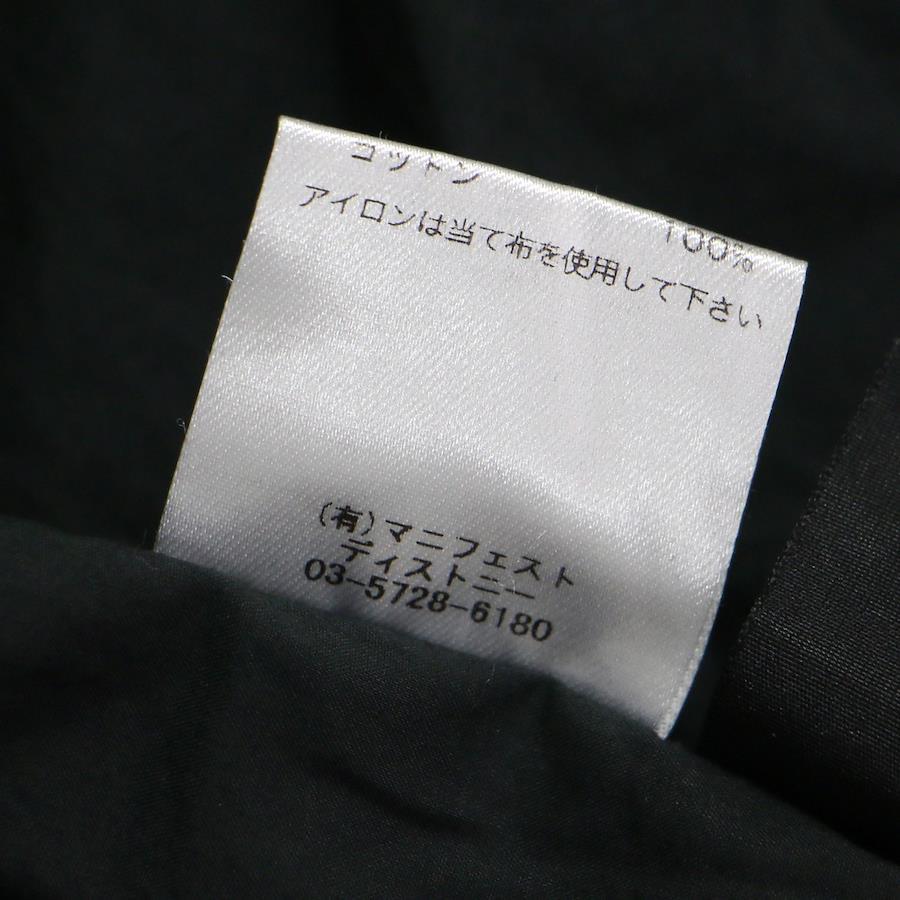 コットン 100%
アイロンは当て布を使用して下さい
(有)マニフェスト
ディストニー
03-5728-6180